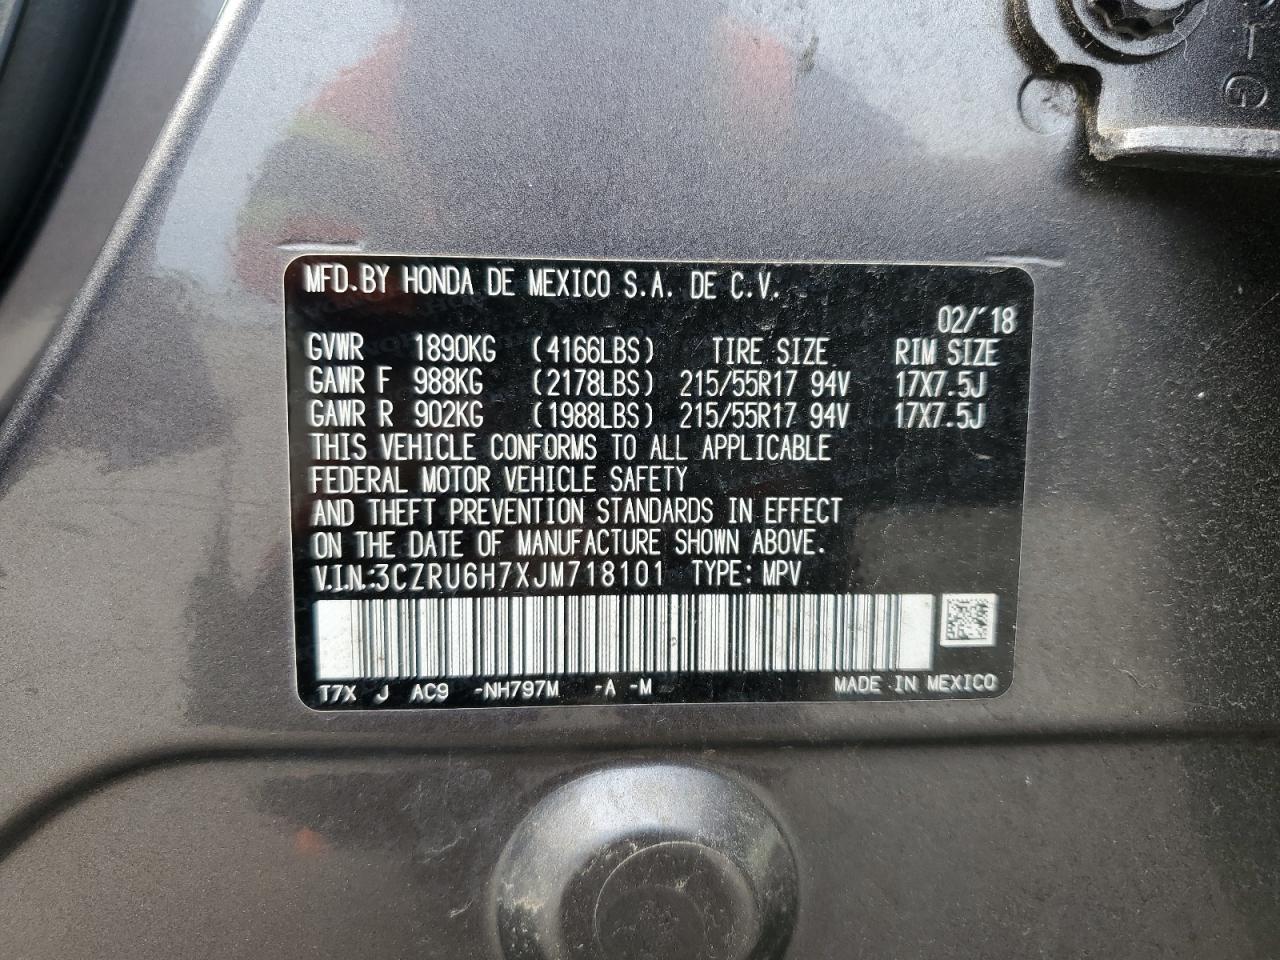 MFD.BY HONDA DE MEXICO S.A. DE C.V.
02/'18
GVWR 1890KG (4166LBS) TIRE SIZE RIM SIZE
GAWR F 988KG (2178LBS) 215/55R17 94V 17X7.5J
GAWR R 902KG (1988LBS) 215/55R17 94V 17X7.5J
THIS VEHICLE CONFORMS TO ALL APPLICABLE
FEDERAL MOTOR VEHICLE SAFETY
AND THEFT PREVENTION STANDARDS IN EFFECT
ON THE DATE OF MANUFACTURE SHOWN ABOVE.
V.I.N.:3CZRU6H7XJM718101 TYPE: MPV
T7X J AC9 -NH797M -A -M MADE IN MEXICO